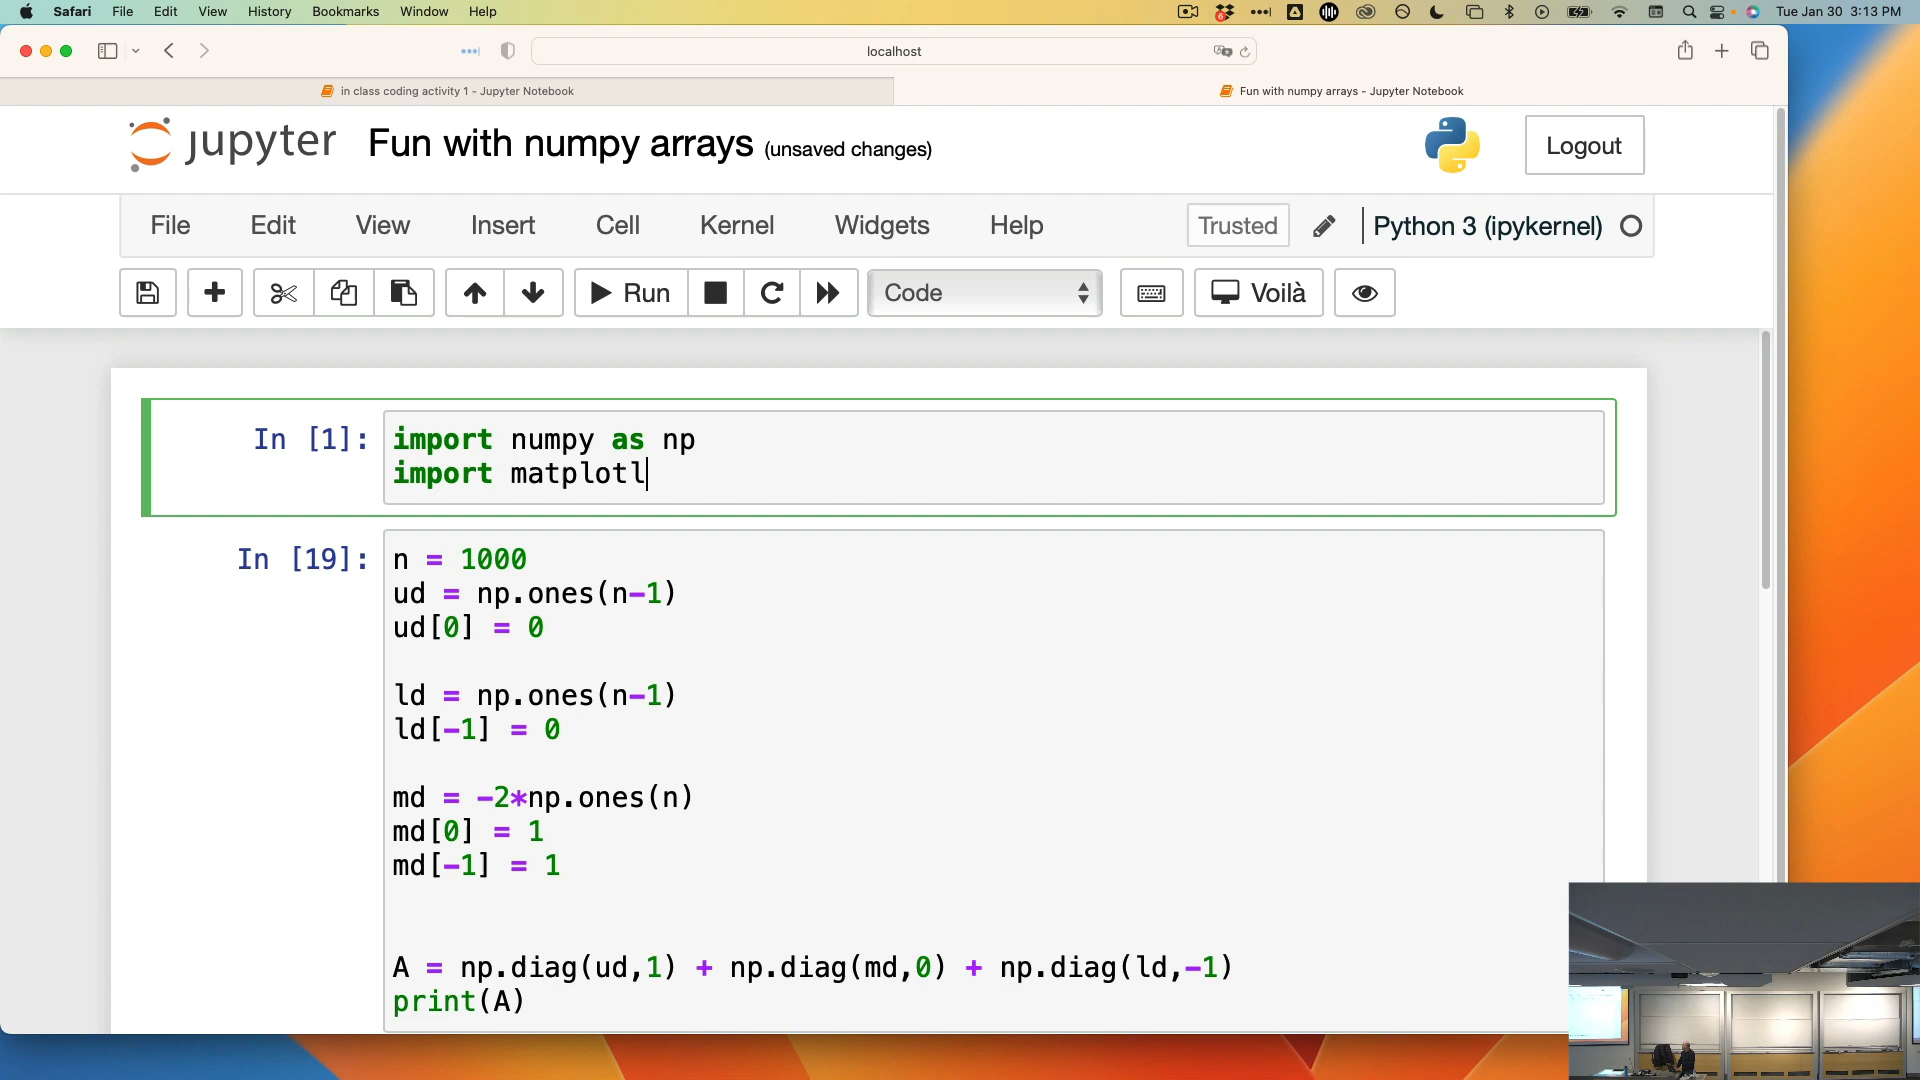 Safari File Edit View History Bookmarks Window Help Tue Jan 30 3:13 PM
localhost
in class coding activity 1 - Jupyter Notebook
Fun with numpy arrays - Jupyter Notebook
jupyter Fun with numpy arrays (unsaved changes) Logout
File Edit View Insert Cell Kernel Widgets Help Trusted Python 3 (ipykernel)
Run Code Voilà
In [1]: import numpy as np
import matplotl
In [19]: n = 1000
ud = np.ones(n-1)
ud[0] = 0
ld = np.ones(n-1)
ld[-1] = 0
md = -2*np.ones(n)
md[0] = 1
md[-1] = 1
A = np.diag(ud,1) + np.diag(md,0) + np.diag(ld,-1)
print(A)